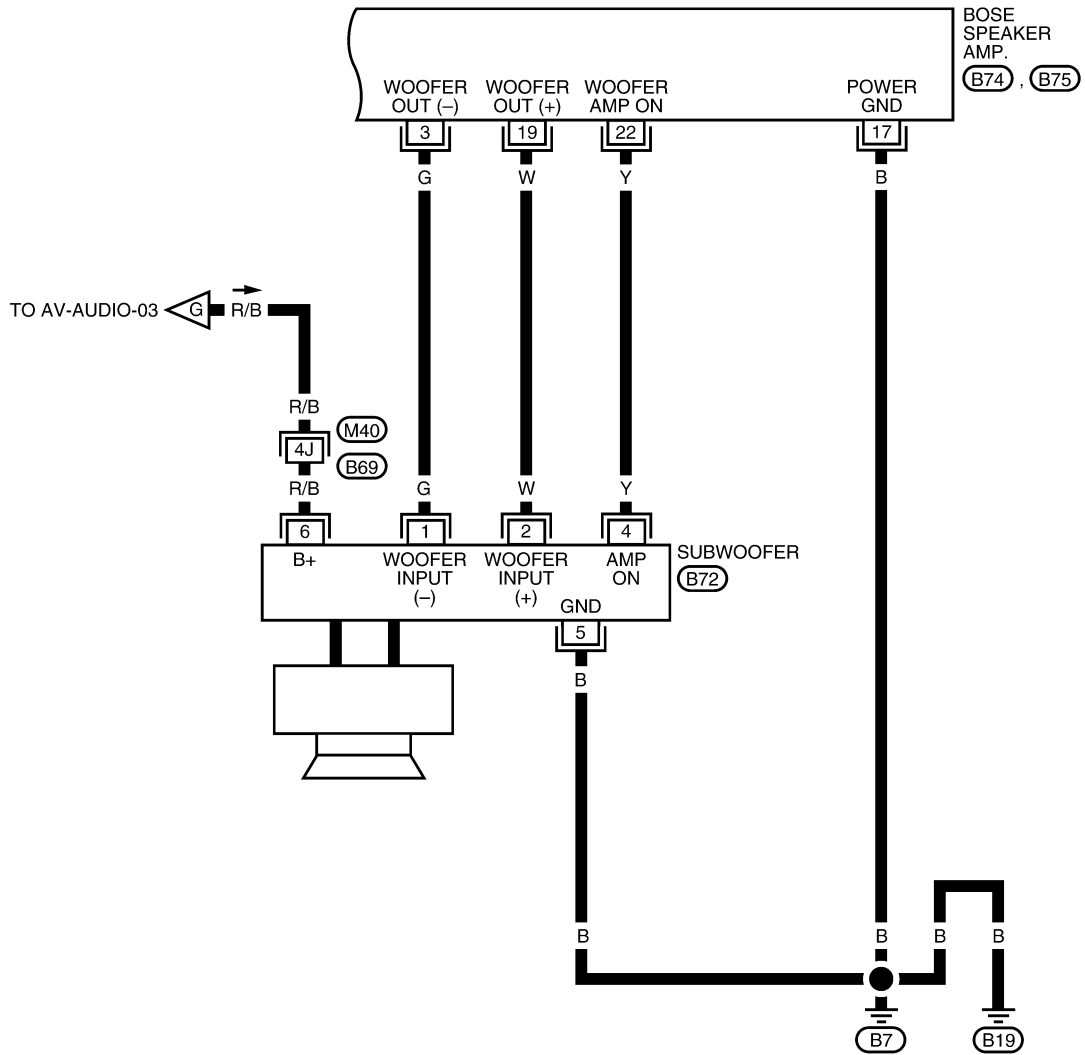 BOSE
SPEAKER
AMP.
B74 , B75
WOOFER
OUT (–)
WOOFER
OUT (+)
WOOFER
AMP ON
POWER
GND
3
19
22
17
G
W
Y
B
TO AV-AUDIO-03
G
R/B
R/B
4J
M40
B69
R/B
G
W
Y
6
1
2
4
B+
WOOFER
INPUT
(–)
WOOFER
INPUT
(+)
AMP
ON
SUBWOOFER
B72
GND
5
B
B
B
B
B
B7
B19